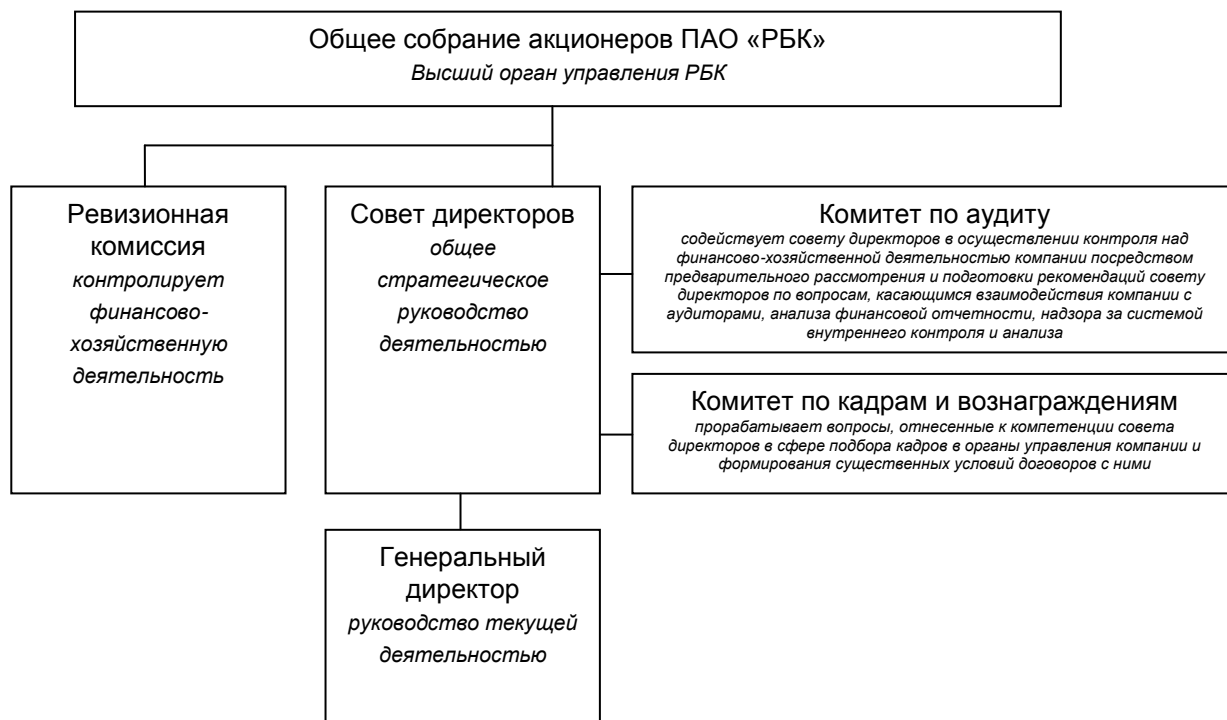 Общее собрание акционеров ПАО «РБК»
Высший орган управления РБК
Ревизионная
комиссия
контролирует
финансово-
хозяйственную
деятельность
Совет директоров
общее
стратегическое
руководство
деятельностью
Комитет по аудиту
содействует совету директоров в осуществлении контроля над
финансово-хозяйственной деятельностью компании посредством
предварительного рассмотрения и подготовки рекомендаций совету
директоров по вопросам, касающимся взаимодействия компании с
аудиторами, анализа финансовой отчетности, надзора за системой
внутреннего контроля и анализа
Комитет по кадрам и вознаграждениям
прорабатывает вопросы, отнесенные к компетенции совета
директоров в сфере подбора кадров в органы управления компании и
формирования существенных условий договоров с ними
Генеральный
директор
руководство текущей
деятельностью